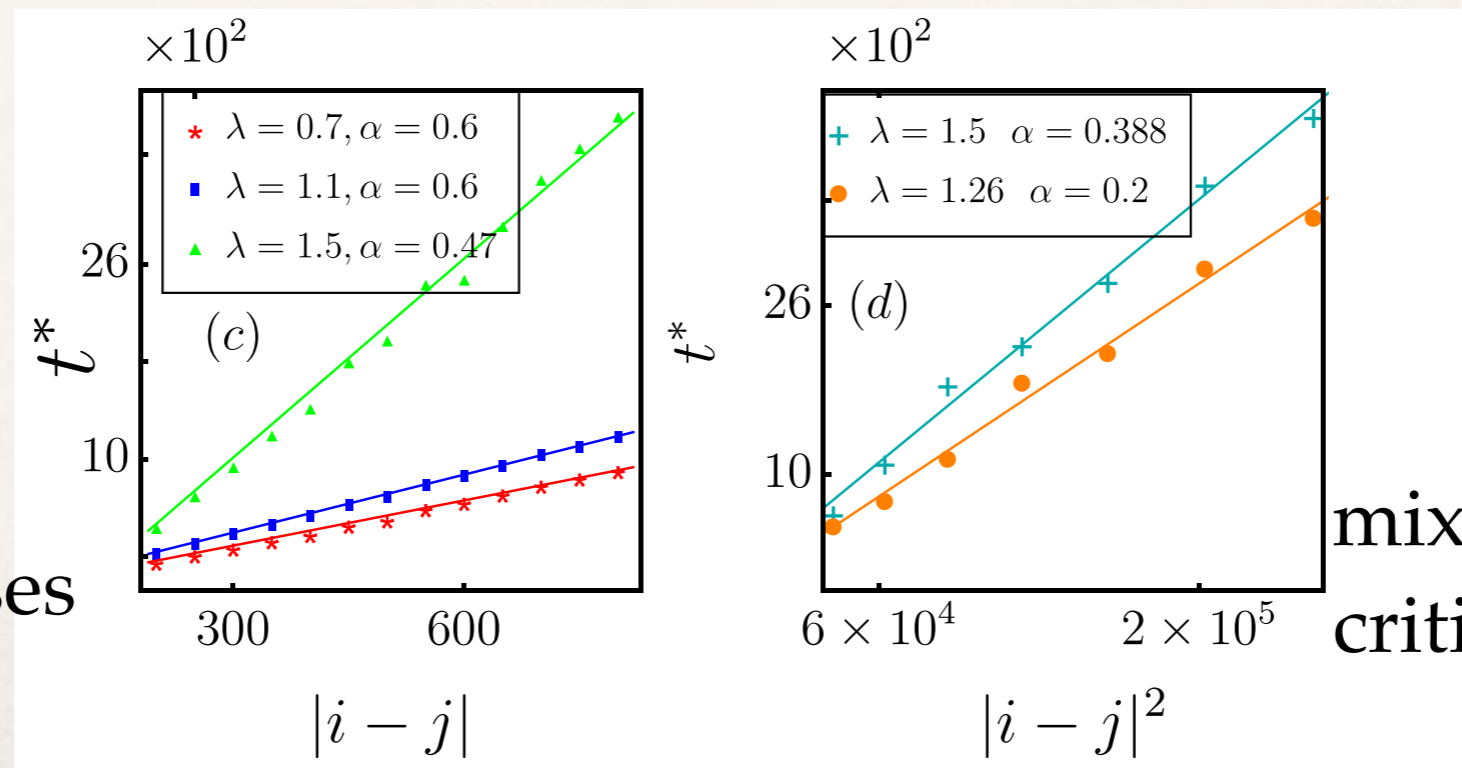 ×10²
λ = 0.7, α = 0.6
λ = 1.1, α = 0.6
λ = 1.5, α = 0.47
26
10
t*
(c)
300 600
|i − j|
×10²
λ = 1.5 α = 0.388
λ = 1.26 α = 0.2
26
10
t*
(d)
6 × 10⁴ 2 × 10⁵
|i − j|²
ses
mix
criti